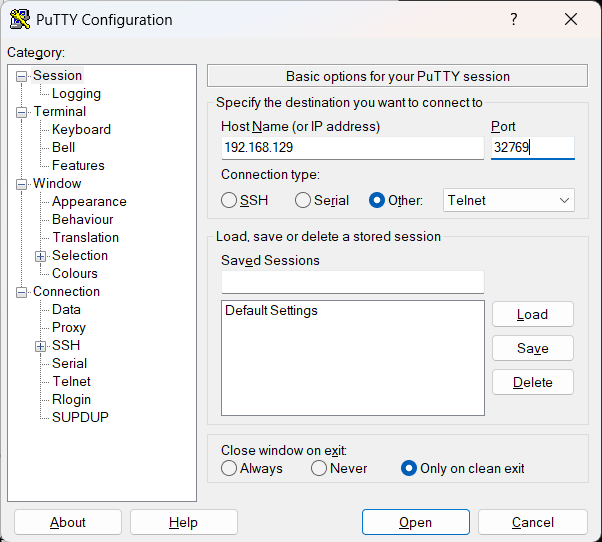 PuTTY Configuration
?
Category:
Session
Logging
Terminal
Keyboard
Bell
Features
Window
Appearance
Behaviour
Translation
Selection
Colours
Connection
Data
Proxy
SSH
Serial
Telnet
Rlogin
SUPDUP
Basic options for your PuTTY session
Specify the destination you want to connect to
Host Name (or IP address) Port
192.168.129 32769
Connection type:
SSH Serial Other: Telnet
Load, save or delete a stored session
Saved Sessions
Default Settings
Load
Save
Delete
Close window on exit:
Always Never Only on clean exit
About Help Open Cancel